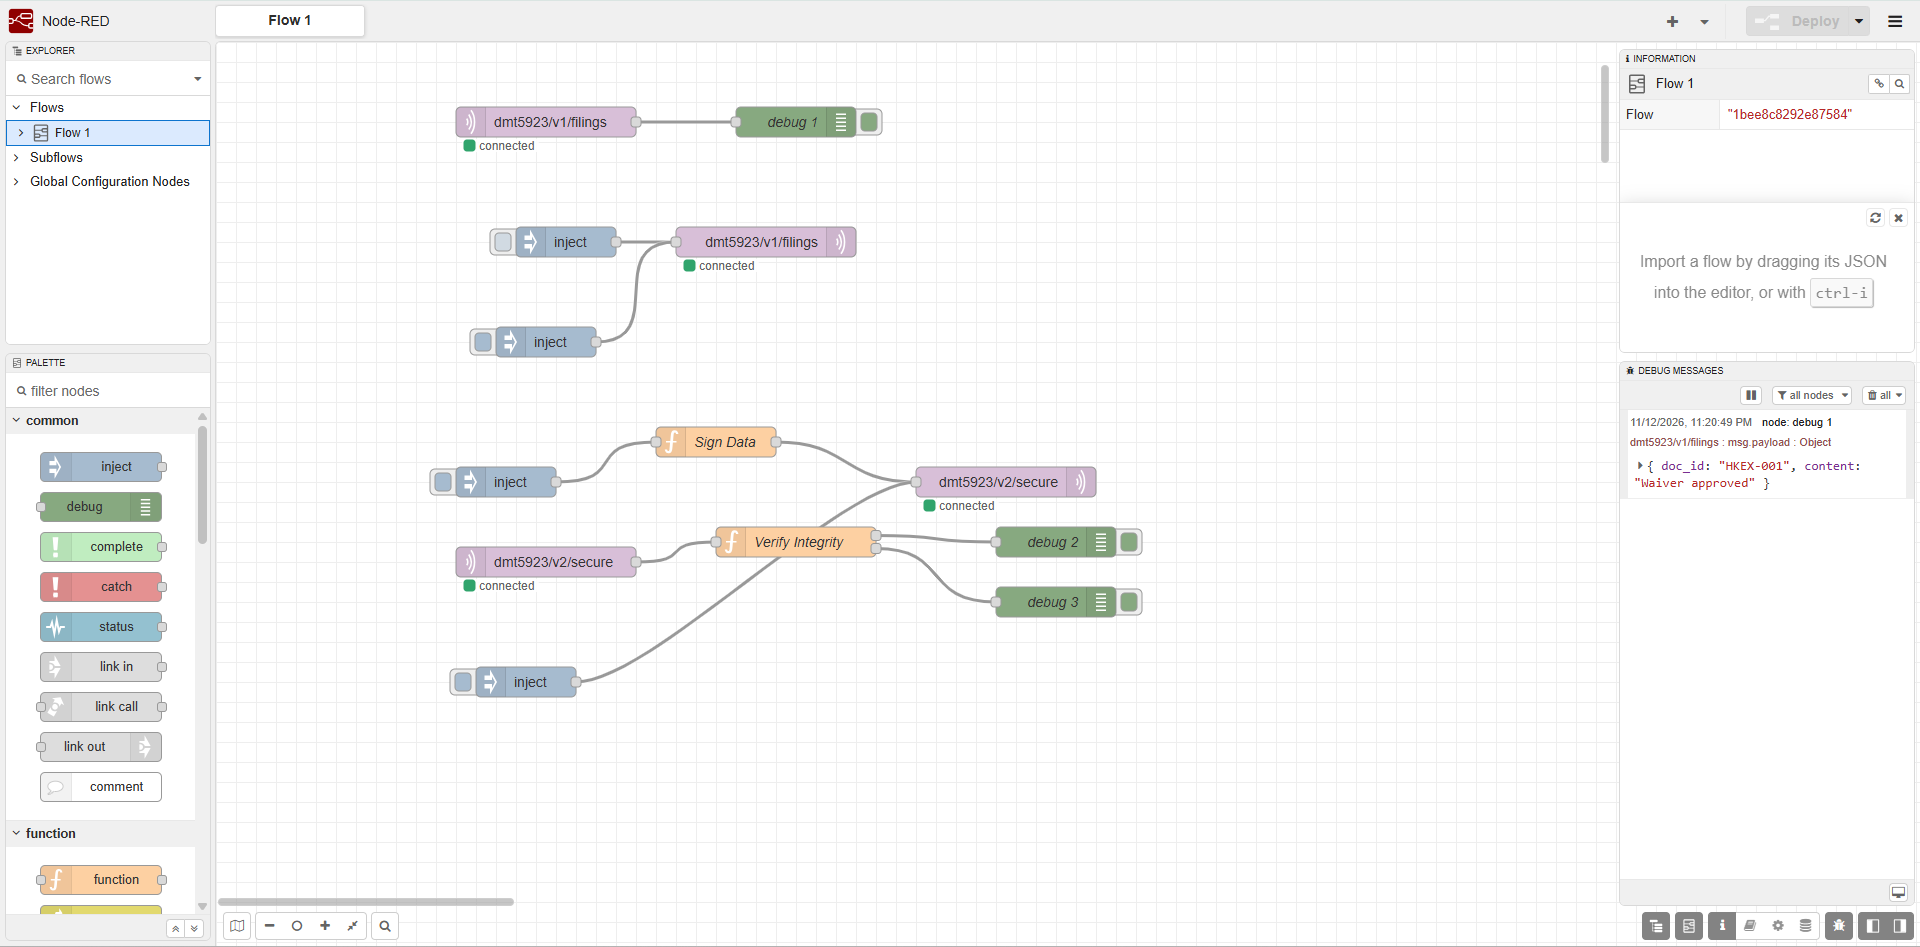 Node-RED
Flow 1
Deploy
EXPLORER
Search flows
Flows
Flow 1
Subflows
Global Configuration Nodes
PALETTE
filter nodes
common
inject
debug
complete
catch
status
link in
link call
link out
comment
function
function
dmt5923/v1/filings
connected
debug 1
inject
dmt5923/v1/filings
connected
inject
Sign Data
inject
dmt5923/v2/secure
connected
Verify Integrity
debug 2
dmt5923/v2/secure
connected
debug 3
inject
INFORMATION
Flow 1
Flow "1bee8c8292e87584"
Import a flow by dragging its JSON
into the editor, or with ctrl-i
DEBUG MESSAGES
all nodes
all
11/12/2026, 11:20:49 PM node: debug 1
dmt5923/v1/filings : msg.payload : Object
{ doc_id: "HKEX-001", content:
"Waiver approved" }